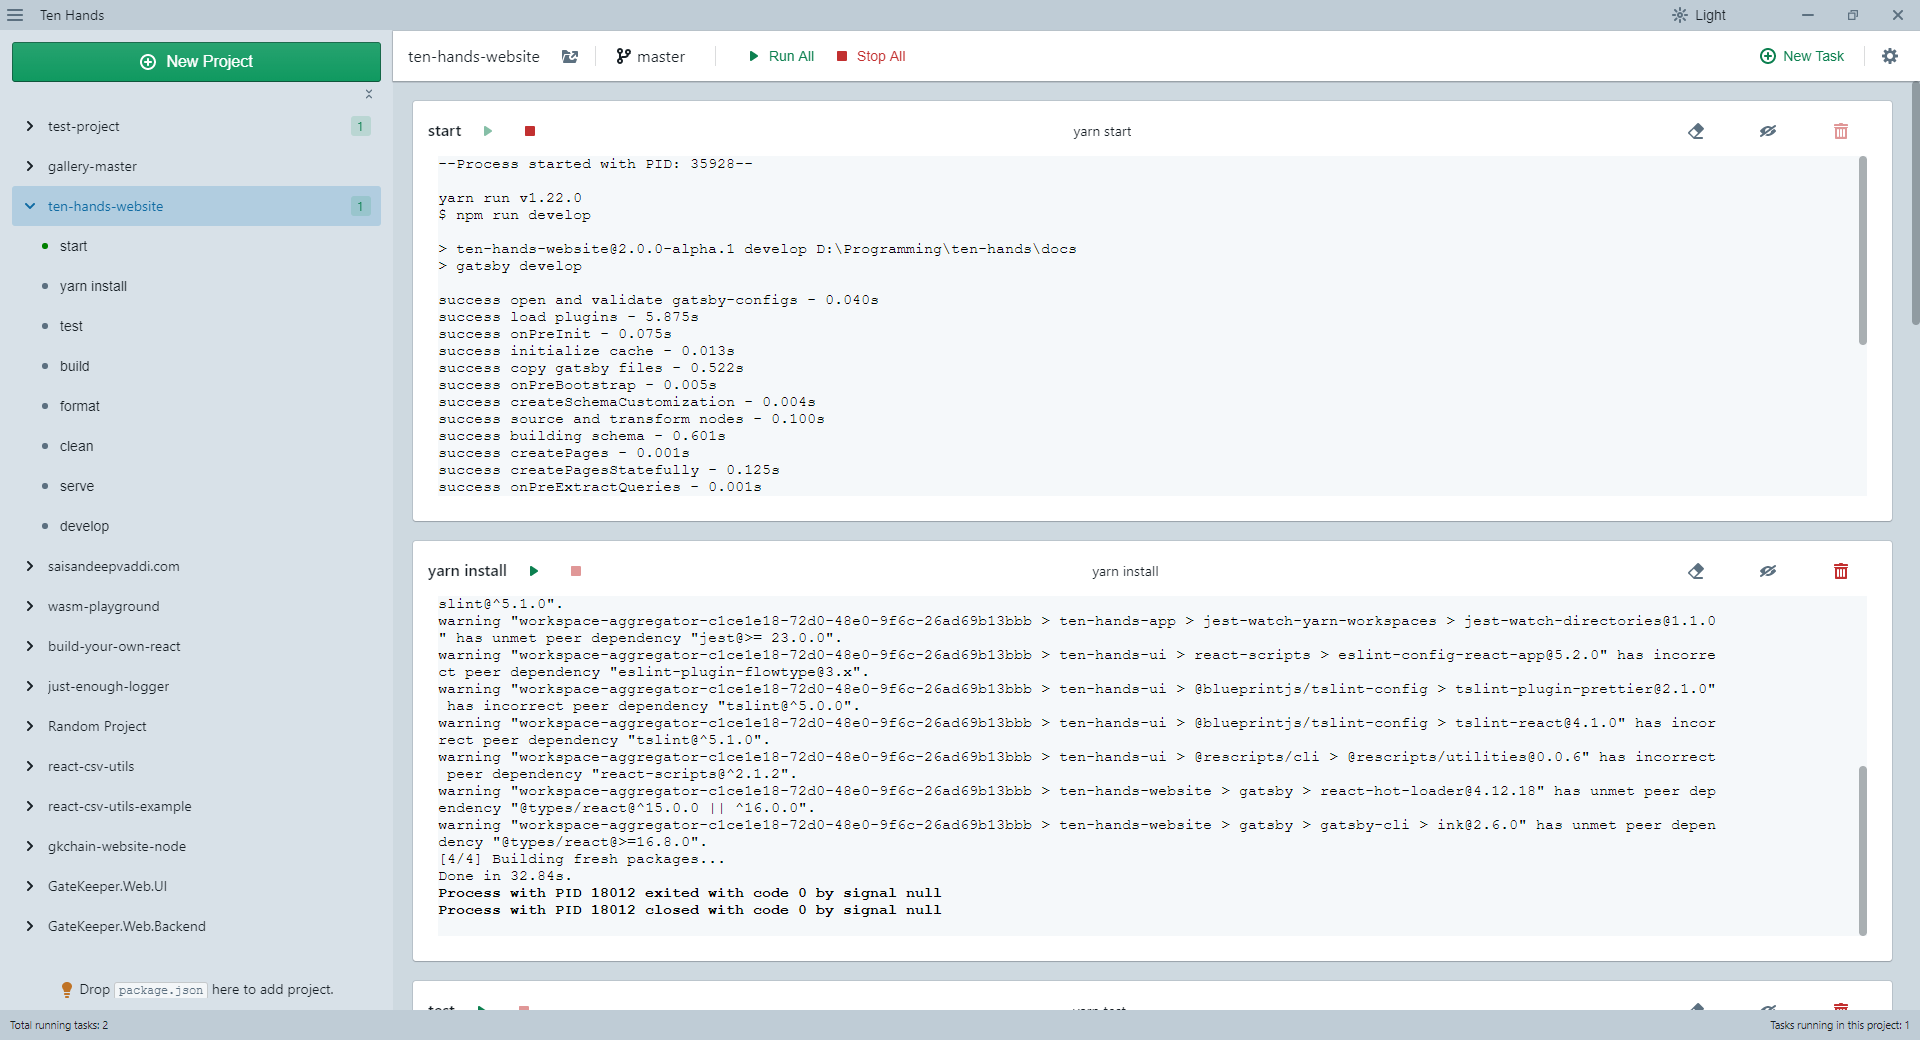 Ten Hands
Light
New Project
test-project 1
gallery-master
ten-hands-website 1
start
yarn install
test
build
format
clean
serve
develop
saisandeepvaddi.com
wasm-playground
build-your-own-react
just-enough-logger
Random Project
react-csv-utils
react-csv-utils-example
gkchain-website-node
GateKeeper.Web.UI
GateKeeper.Web.Backend
Drop package.json here to add project.
ten-hands-website master Run All Stop All New Task
start yarn start
--Process started with PID: 35928--
yarn run v1.22.0
$ npm run develop
> ten-hands-website@2.0.0-alpha.1 develop D:\Programming\ten-hands\docs
> gatsby develop
success open and validate gatsby-configs - 0.040s
success load plugins - 5.875s
success onPreInit - 0.075s
success initialize cache - 0.013s
success copy gatsby files - 0.522s
success onPreBootstrap - 0.005s
success createSchemaCustomization - 0.004s
success source and transform nodes - 0.100s
success building schema - 0.601s
success createPages - 0.001s
success createPagesStatefully - 0.125s
success onPreExtractQueries - 0.001s
yarn install yarn install
slint@^5.1.0".
warning "workspace-aggregator-c1ce1e18-72d0-48e0-9f6c-26ad69b13bbb > ten-hands-app > jest-watch-yarn-workspaces > jest-watch-directories@1.1.0
" has unmet peer dependency "jest@>= 23.0.0".
warning "workspace-aggregator-c1ce1e18-72d0-48e0-9f6c-26ad69b13bbb > ten-hands-ui > react-scripts > eslint-config-react-app@5.2.0" has incorre
ct peer dependency "eslint-plugin-flowtype@3.x".
warning "workspace-aggregator-c1ce1e18-72d0-48e0-9f6c-26ad69b13bbb > ten-hands-ui > @blueprintjs/tslint-config > tslint-plugin-prettier@2.1.0"
has incorrect peer dependency "tslint@^5.0.0".
warning "workspace-aggregator-c1ce1e18-72d0-48e0-9f6c-26ad69b13bbb > ten-hands-ui > @blueprintjs/tslint-config > tslint-react@4.1.0" has incor
rect peer dependency "tslint@^5.1.0".
warning "workspace-aggregator-c1ce1e18-72d0-48e0-9f6c-26ad69b13bbb > ten-hands-ui > @rescripts/cli > @rescripts/utilities@0.0.6" has incorrect
peer dependency "react-scripts@^2.1.2".
warning "workspace-aggregator-c1ce1e18-72d0-48e0-9f6c-26ad69b13bbb > ten-hands-website > gatsby > react-hot-loader@4.12.18" has unmet peer dep
endency "@types/react@^15.0.0 || ^16.0.0".
warning "workspace-aggregator-c1ce1e18-72d0-48e0-9f6c-26ad69b13bbb > ten-hands-website > gatsby > gatsby-cli > ink@2.6.0" has unmet peer depen
dency "@types/react@>=16.8.0".
[4/4] Building fresh packages...
Done in 32.84s.
Process with PID 18012 exited with code 0 by signal null
Process with PID 18012 closed with code 0 by signal null
test yarn test
Total running tasks: 2
Tasks running in this project: 1